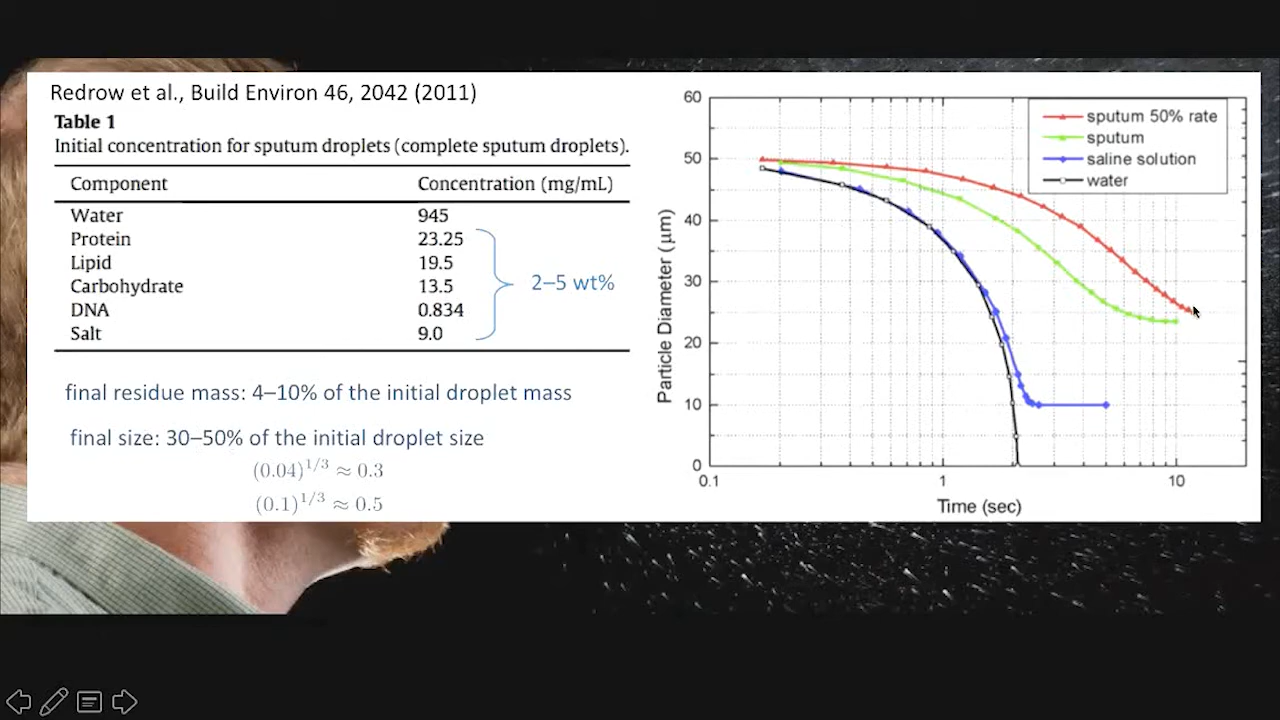 Redrow et al., Build Environ 46, 2042 (2011)
Table 1
Initial concentration for sputum droplets (complete sputum droplets).
Component Concentration (mg/mL)
Water 945
Protein 23.25
Lipid 19.5
Carbohydrate 13.5
DNA 0.834
Salt 9.0
2–5 wt%
final residue mass: 4–10% of the initial droplet mass
final size: 30–50% of the initial droplet size
(0.04)^{1/3} ≈ 0.3
(0.1)^{1/3} ≈ 0.5
sputum 50% rate
sputum
saline solution
water
Particle Diameter (μm)
60
50
40
30
20
10
0
0.1 1 10
Time (sec)